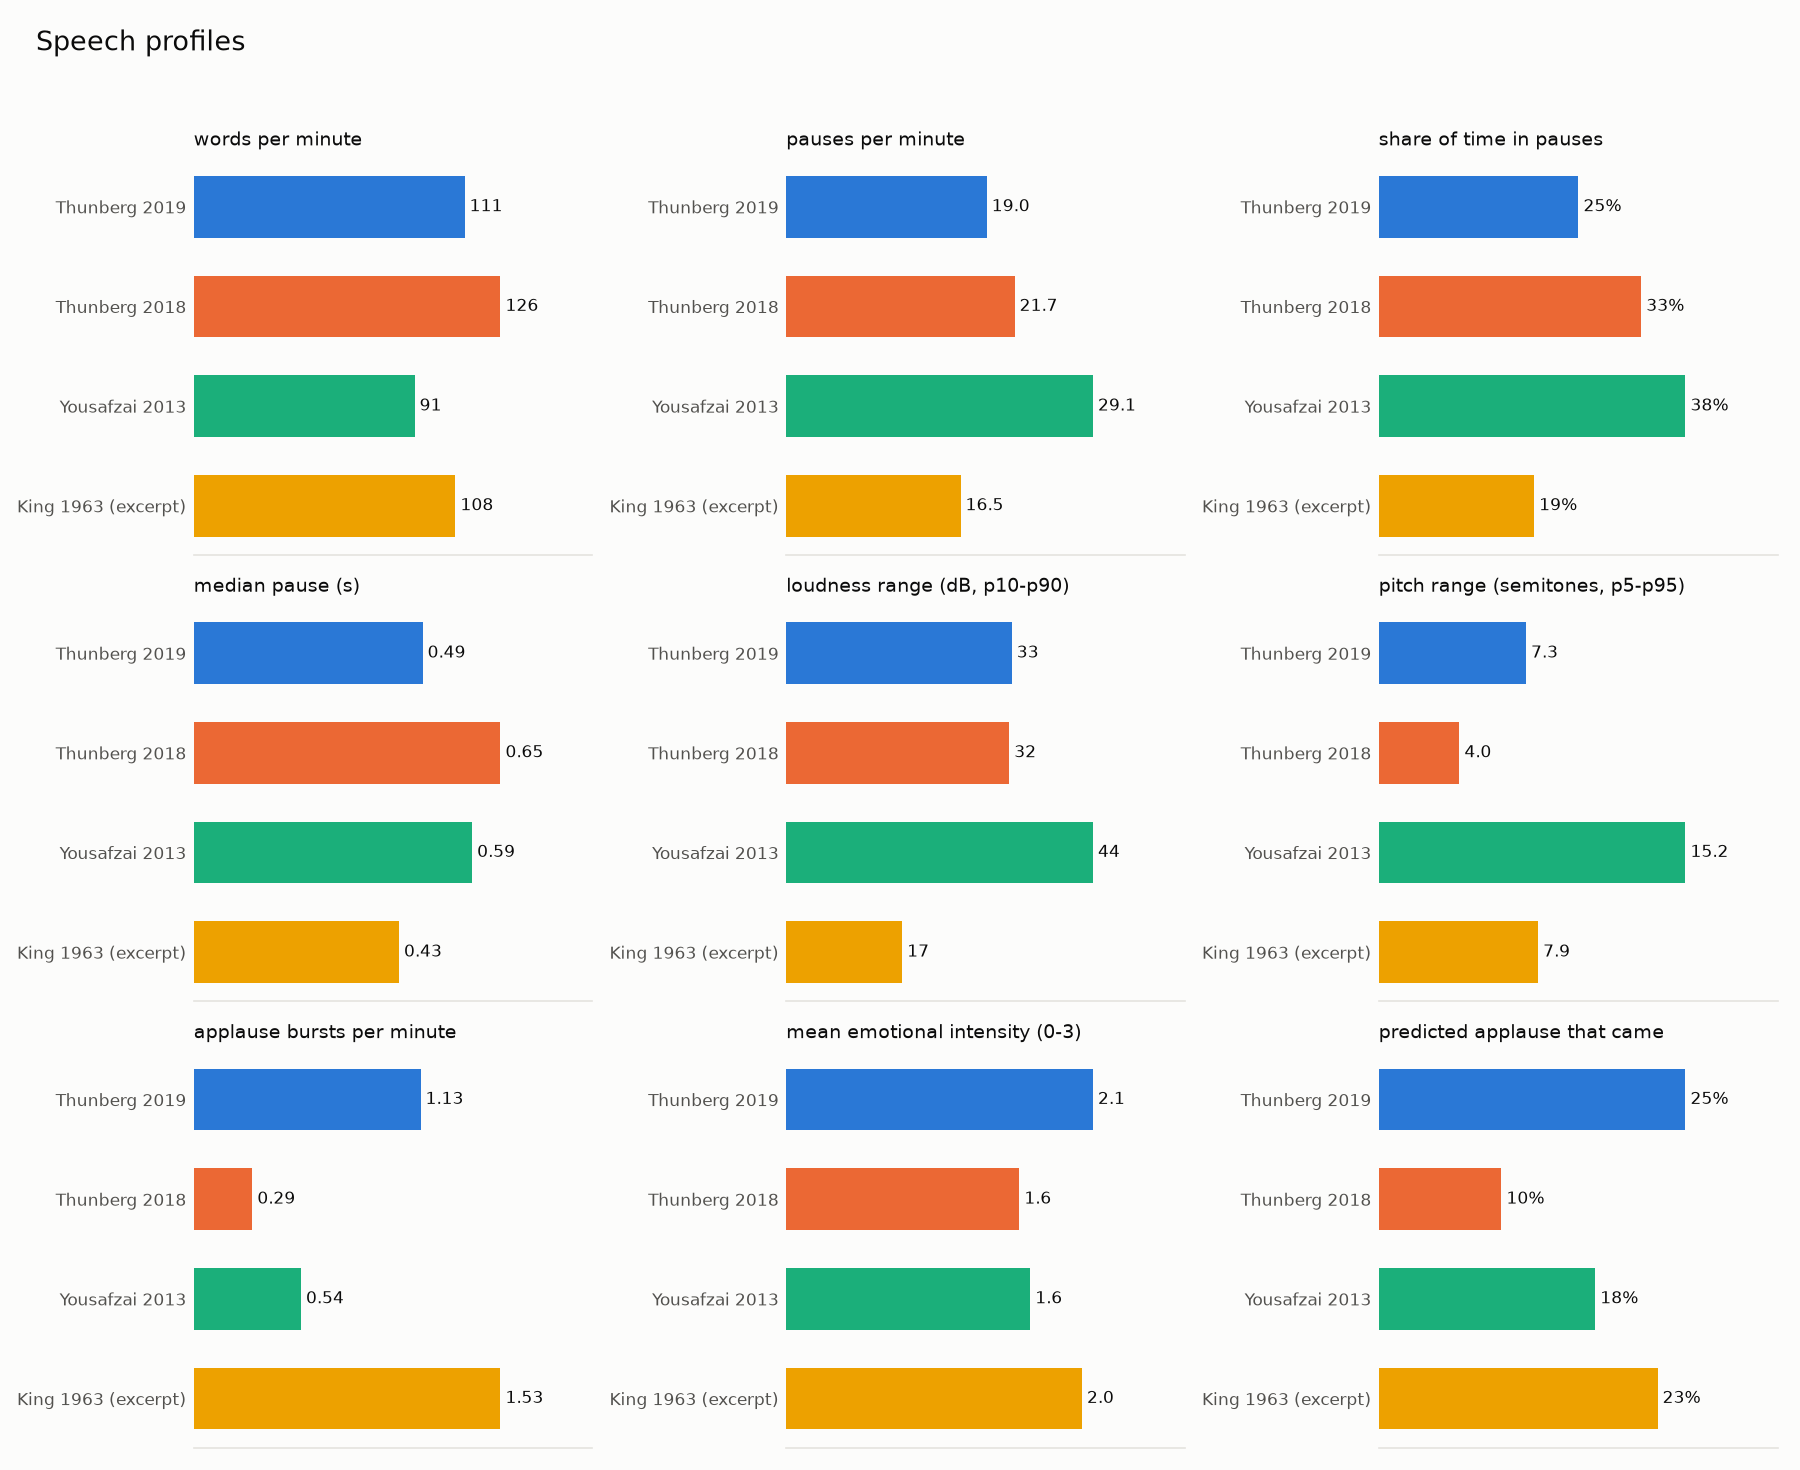 Speech profiles
words per minute
Thunberg 2019 111
Thunberg 2018 126
Yousafzai 2013 91
King 1963 (excerpt) 108
pauses per minute
Thunberg 2019 19.0
Thunberg 2018 21.7
Yousafzai 2013 29.1
King 1963 (excerpt) 16.5
share of time in pauses
Thunberg 2019 25%
Thunberg 2018 33%
Yousafzai 2013 38%
King 1963 (excerpt) 19%
median pause (s)
Thunberg 2019 0.49
Thunberg 2018 0.65
Yousafzai 2013 0.59
King 1963 (excerpt) 0.43
loudness range (dB, p10-p90)
Thunberg 2019 33
Thunberg 2018 32
Yousafzai 2013 44
King 1963 (excerpt) 17
pitch range (semitones, p5-p95)
Thunberg 2019 7.3
Thunberg 2018 4.0
Yousafzai 2013 15.2
King 1963 (excerpt) 7.9
applause bursts per minute
Thunberg 2019 1.13
Thunberg 2018 0.29
Yousafzai 2013 0.54
King 1963 (excerpt) 1.53
mean emotional intensity (0-3)
Thunberg 2019 2.1
Thunberg 2018 1.6
Yousafzai 2013 1.6
King 1963 (excerpt) 2.0
predicted applause that came
Thunberg 2019 25%
Thunberg 2018 10%
Yousafzai 2013 18%
King 1963 (excerpt) 23%